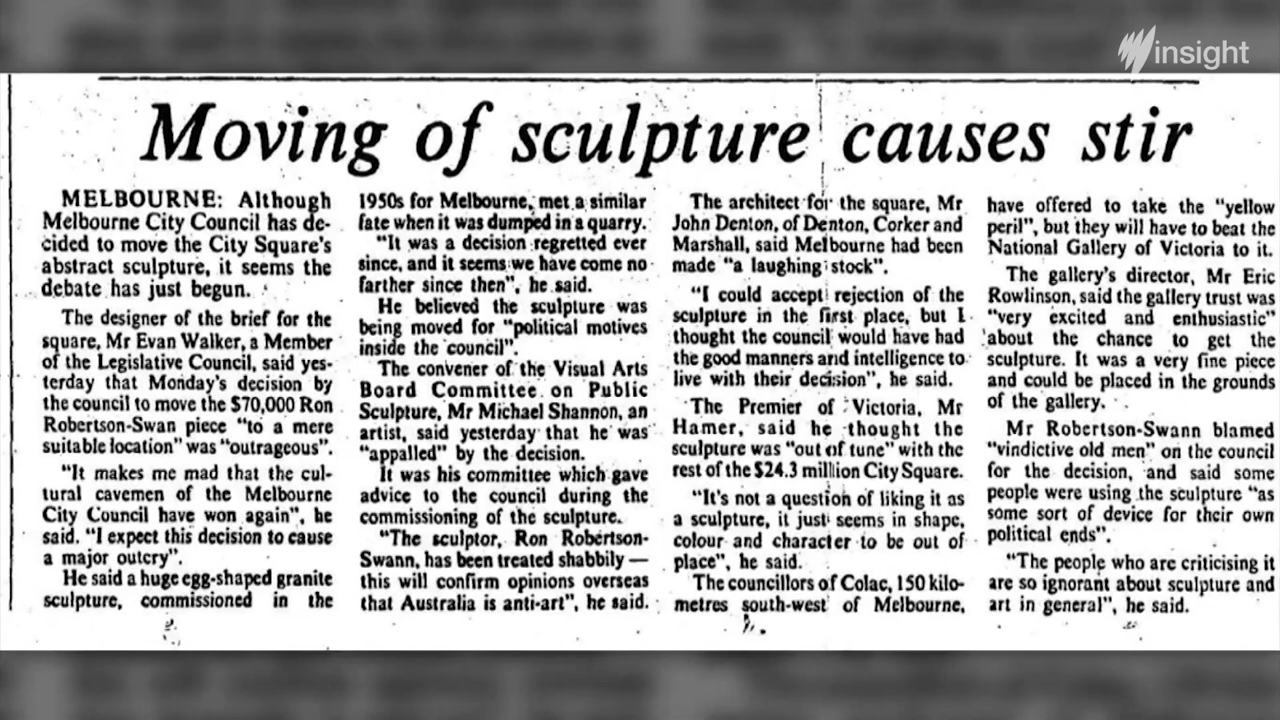 insight
Moving of sculpture causes stir
MELBOURNE: Although
Melbourne City Council has de-
cided to move the City Square's
abstract sculpture, it seems the
debate has just begun.
The designer of the brief for the
square, Mr Evan Walker, a Member
of the Legislative Council, said yes-
terday that Monday's decision by
the council to move the $70,000 Ron
Robertson-Swan piece "to a mere
suitable location" was "outrageous".
"It makes me mad that the cul-
tural cavemen of the Melbourne
City Council have won again", he
said. "I expect this decision to cause
a major outcry".
He said a huge egg-shaped granite
sculpture, commissioned in the
1950s for Melbourne, met a similar
fate when it was dumped in a quarry.
"It was a decision regretted ever
since, and it seems we have come no
farther since then", he said.
He believed the sculpture was
being moved for "political motives
inside the council".
The convener of the Visual Arts
Board Committee on Public
Sculpture, Mr Michael Shannon, an
artist, said yesterday that he was
"appalled" by the decision.
It was his committee which gave
advice to the council during the
commissioning of the sculpture.
"The sculptor, Ron Robertson-
Swann, has been treated shabbily —
this will confirm opinions overseas
that Australia is anti-art", he said.
The architect for the square, Mr
John Denton, of Denton, Corker and
Marshall, said Melbourne had been
made "a laughing stock".
"I could accept rejection of the
sculpture in the first place, but I
thought the council would have had
the good manners and intelligence to
live with their decision", he said.
The Premier of Victoria, Mr
Hamer, said he thought the
sculpture was "out of tune" with the
rest of the $24.3 million City Square.
"It's not a question of liking it as
a sculpture, it just seems in shape,
colour and character to be out of
place", he said.
The councillors of Colac, 150 kilo-
metres south-west of Melbourne,
have offered to take the "yellow
peril", but they will have to beat the
National Gallery of Victoria to it.
The gallery's director, Mr Eric
Rowlinson, said the gallery trust was
"very excited and enthusiastic"
about the chance to get the
sculpture. It was a very fine piece
and could be placed in the grounds
of the gallery.
Mr Robertson-Swann blamed
"vindictive old men" on the council
for the decision, and said some
people were using the sculpture "as
some sort of device for their own
political ends".
"The people who are criticising it
are so ignorant about sculpture and
art in general", he said.